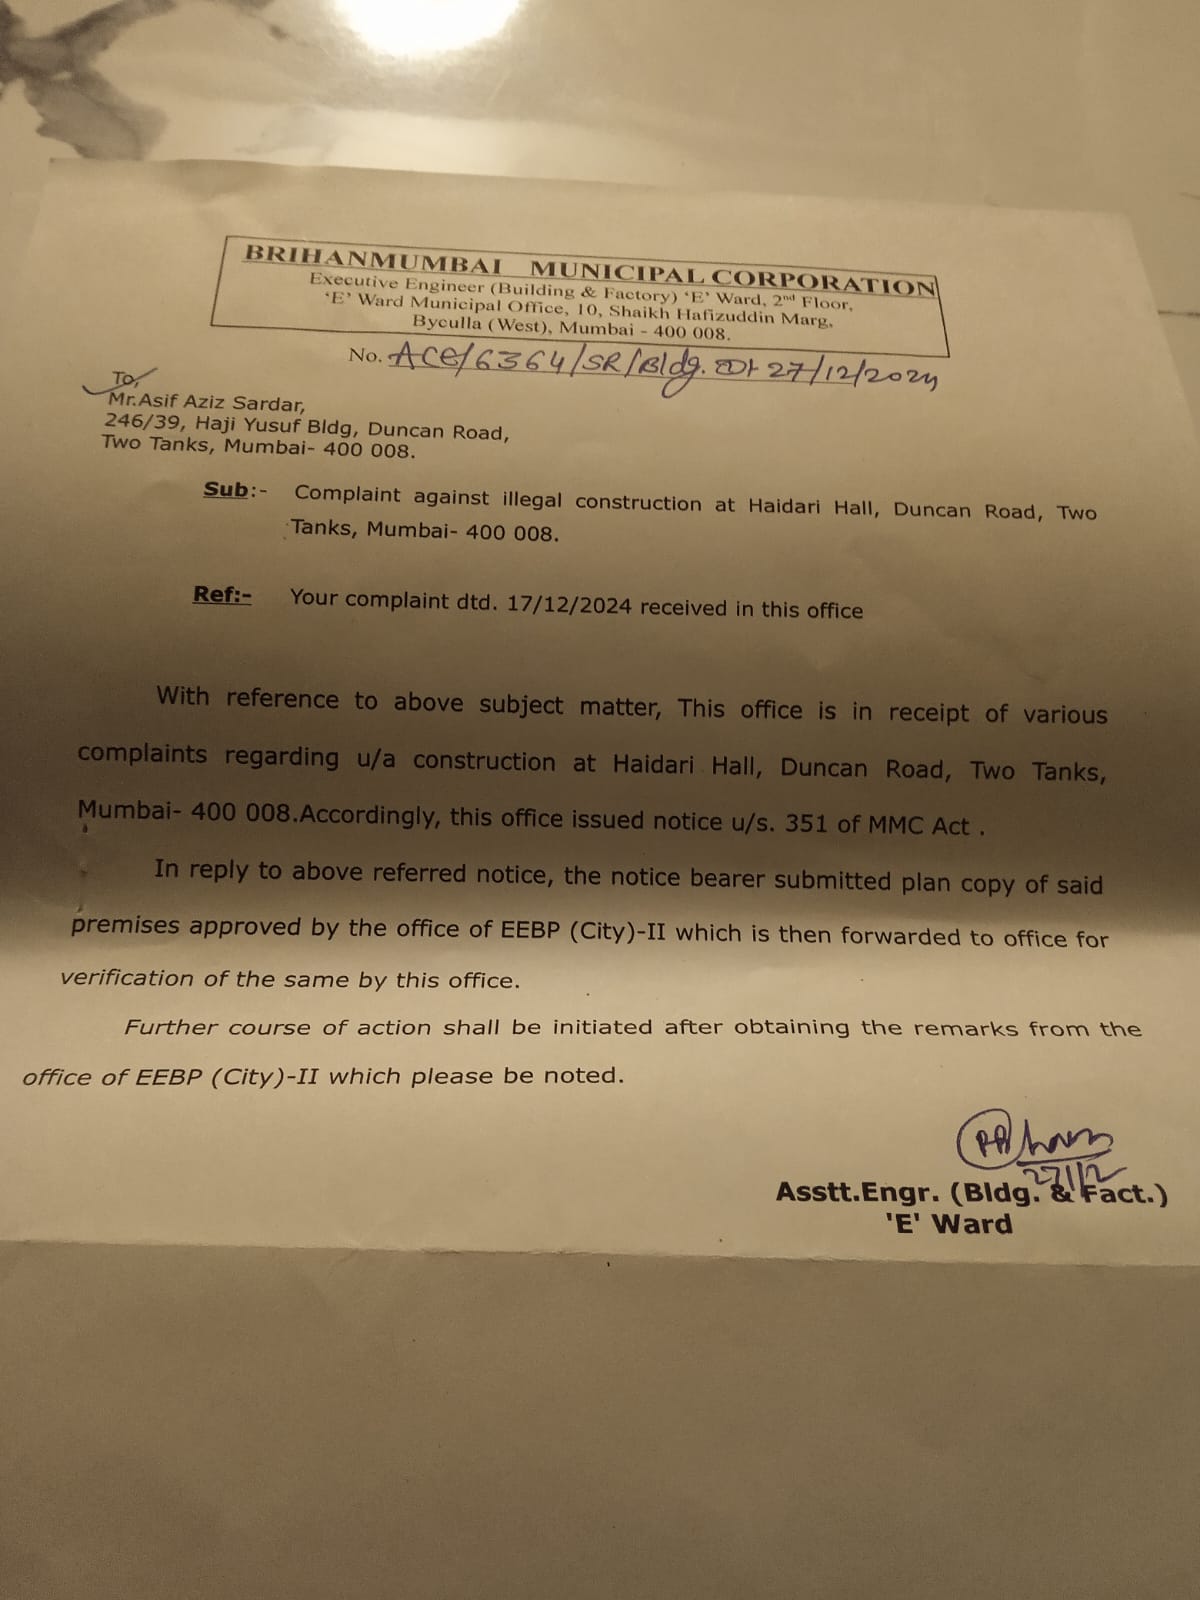 BRIHANMUMBAI MUNICIPAL CORPORATION
Executive Engineer (Building & Factory) ‘E’ Ward, 2nd Floor,
‘E’ Ward Municipal Office, 10, Shaikh Hafizuddin Marg,
Byculla (West), Mumbai - 400 008.
No. ACE/6364/SR/Bldg. Dt 27/12/2024
To,
Mr.Asif Aziz Sardar,
246/39, Haji Yusuf Bldg, Duncan Road,
Two Tanks, Mumbai- 400 008.
Sub:- Complaint against illegal construction at Haidari Hall, Duncan Road, Two
Tanks, Mumbai- 400 008.
Ref:- Your complaint dtd. 17/12/2024 received in this office
With reference to above subject matter, This office is in receipt of various
complaints regarding u/a construction at Haidari Hall, Duncan Road, Two Tanks,
Mumbai- 400 008.Accordingly, this office issued notice u/s. 351 of MMC Act .
In reply to above referred notice, the notice bearer submitted plan copy of said
premises approved by the office of EEBP (City)-II which is then forwarded to office for
verification of the same by this office.
Further course of action shall be initiated after obtaining the remarks from the
office of EEBP (City)-II which please be noted.
27/12
Asstt.Engr. (Bldg. & Fact.)
'E' Ward